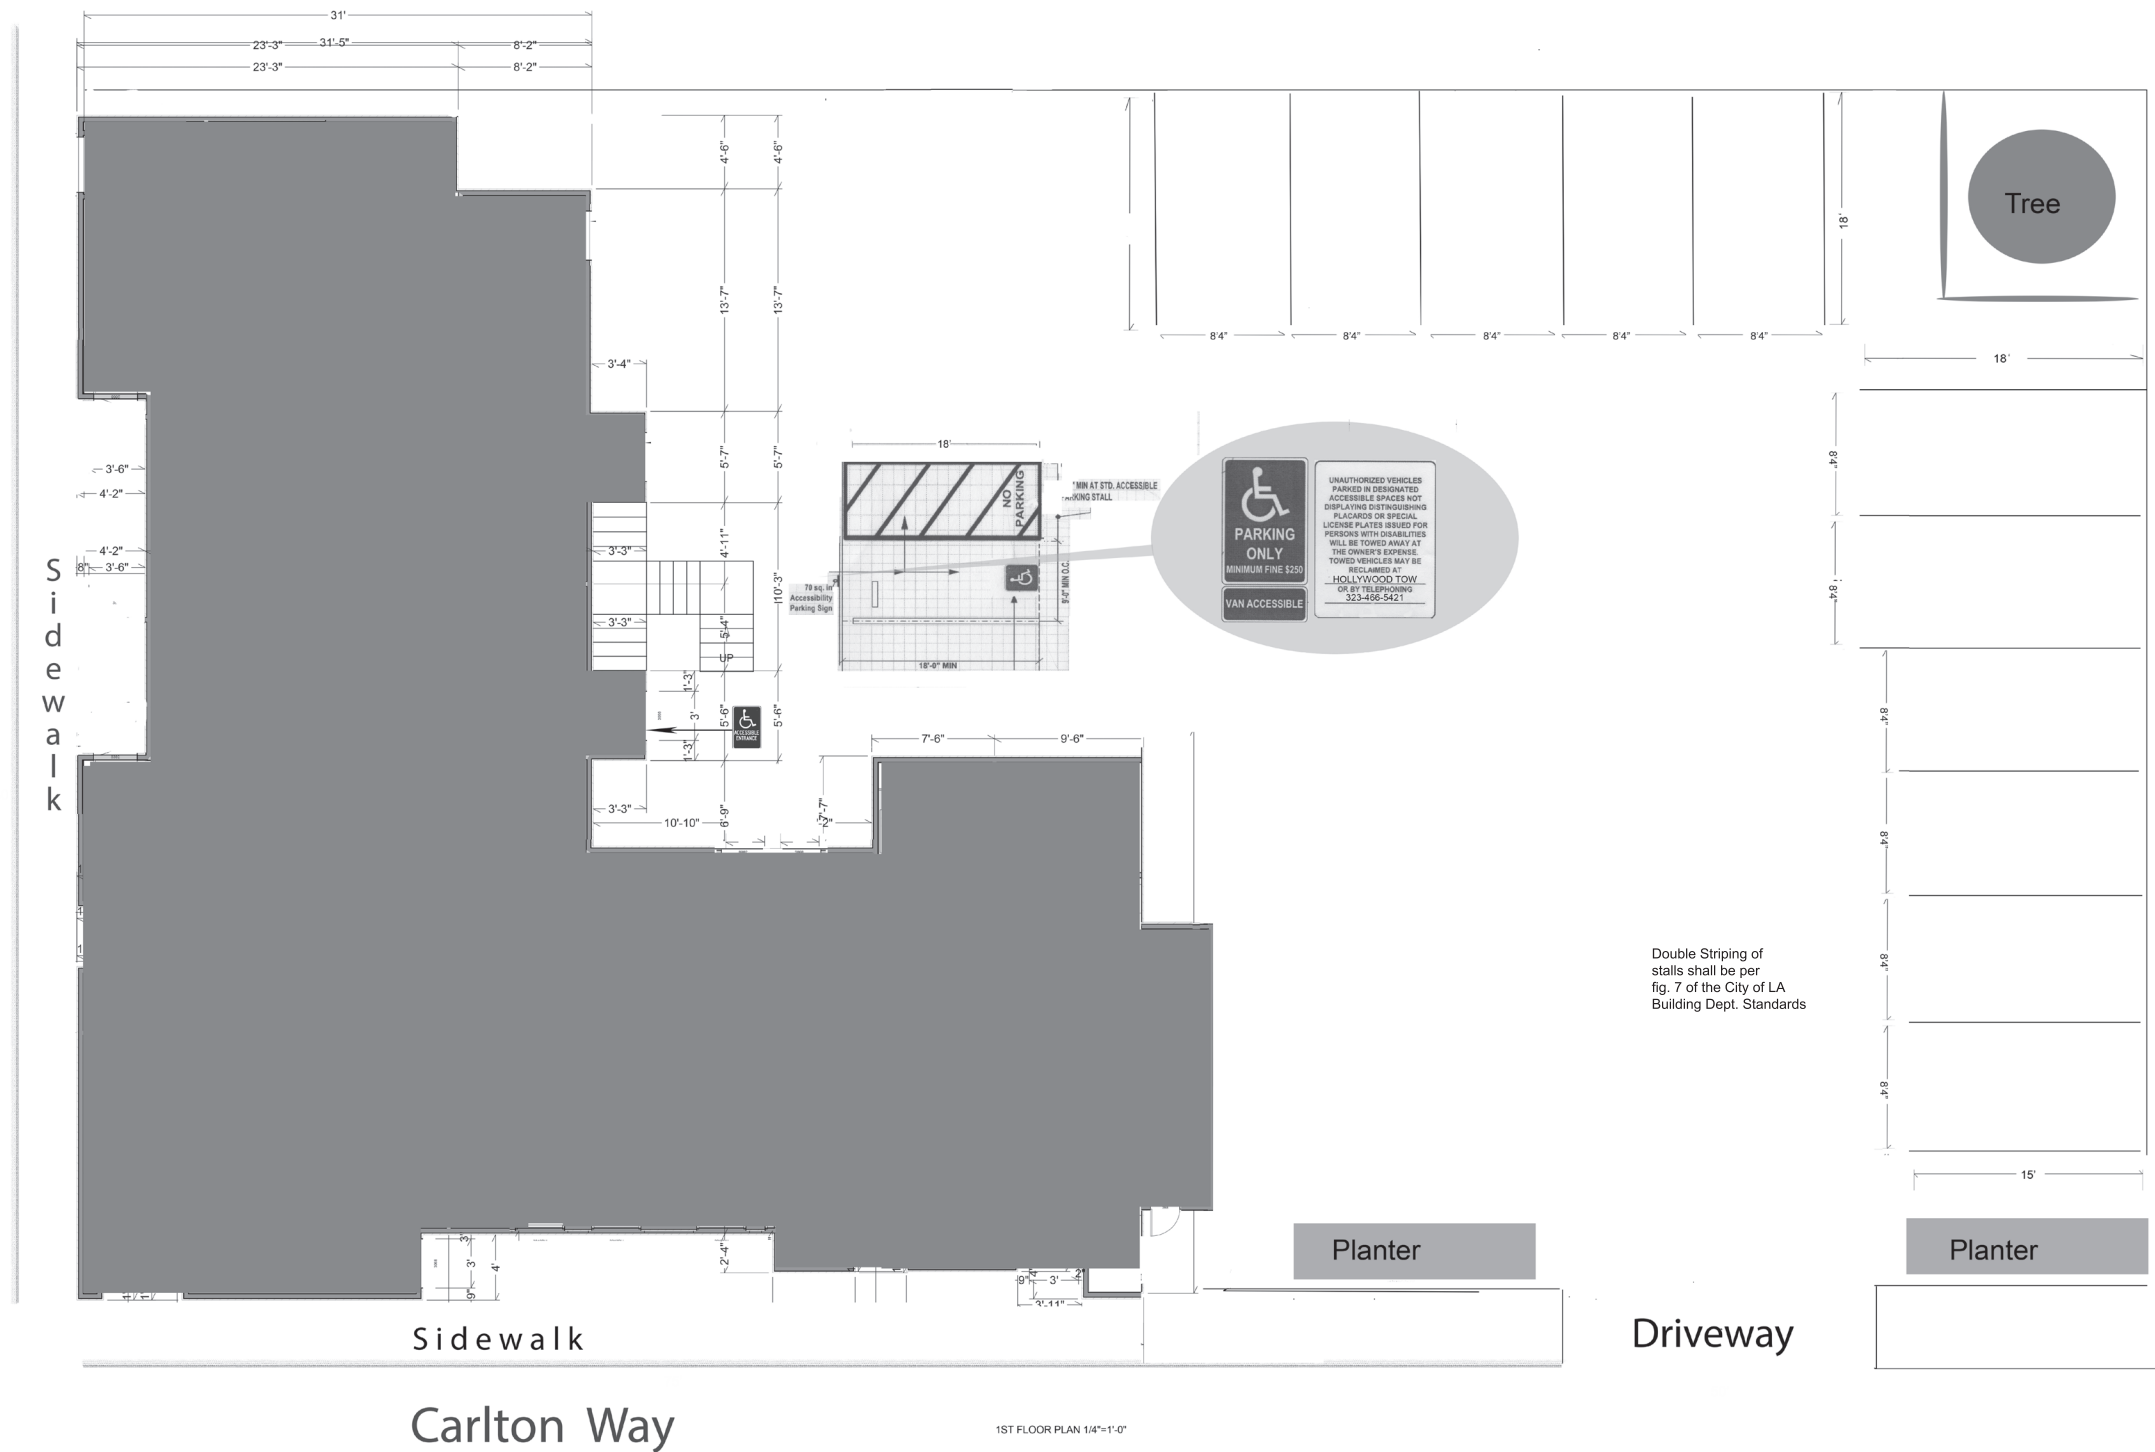 31'
23'-3" 31'-5" 8'-2"
23'-3" 8'-2"
4'-6" 4'-6"
13'-7" 13'-7"
3'-4"
5'-7" 5'-7"
3'-6"
4'-2"
4'-2"
8" 3'-6"
3'-3"
4'-11"
10'-3"
3'-3"
5'-4"
UP
1'-3"
3'
5'-6" 5'-6"
1'-3"
ACCESSIBLE
ENTRANCE
3'-3"
10'-10"
6'-9"
7'-7"
7'-6" 9'-6"
Sidewalk
18'
NO
PARKING
MIN AT STD. ACCESSIBLE
STALL
9'-0" MIN O.C.
70 sq. in
Accessibility
Parking Sign
18'-0" MIN
PARKING
ONLY
MINIMUM FINE $250
VAN ACCESSIBLE
UNAUTHORIZED VEHICLES
PARKED IN DESIGNATED
ACCESSIBLE SPACES NOT
DISPLAYING DISTINGUISHING
PLACARDS OR SPECIAL
LICENSE PLATES ISSUED FOR
PERSONS WITH DISABILITIES
WILL BE TOWED AWAY AT
THE OWNER'S EXPENSE.
TOWED VEHICLES MAY BE
RECLAIMED AT
HOLLYWOOD TOW
OR BY TELEPHONING
323-466-5421
8'4" 8'4" 8'4" 8'4" 8'4"
18'
Tree
18'
8'4"
8'4"
8'4"
8'4"
8'4"
8'4"
15'
Double Striping of
stalls shall be per
fig. 7 of the City of LA
Building Dept. Standards
Planter
Planter
3'
3'
4'
9"
2'-4"
9" 3'
3'-11"
Sidewalk
Driveway
Carlton Way
1ST FLOOR PLAN 1/4"=1'-0"